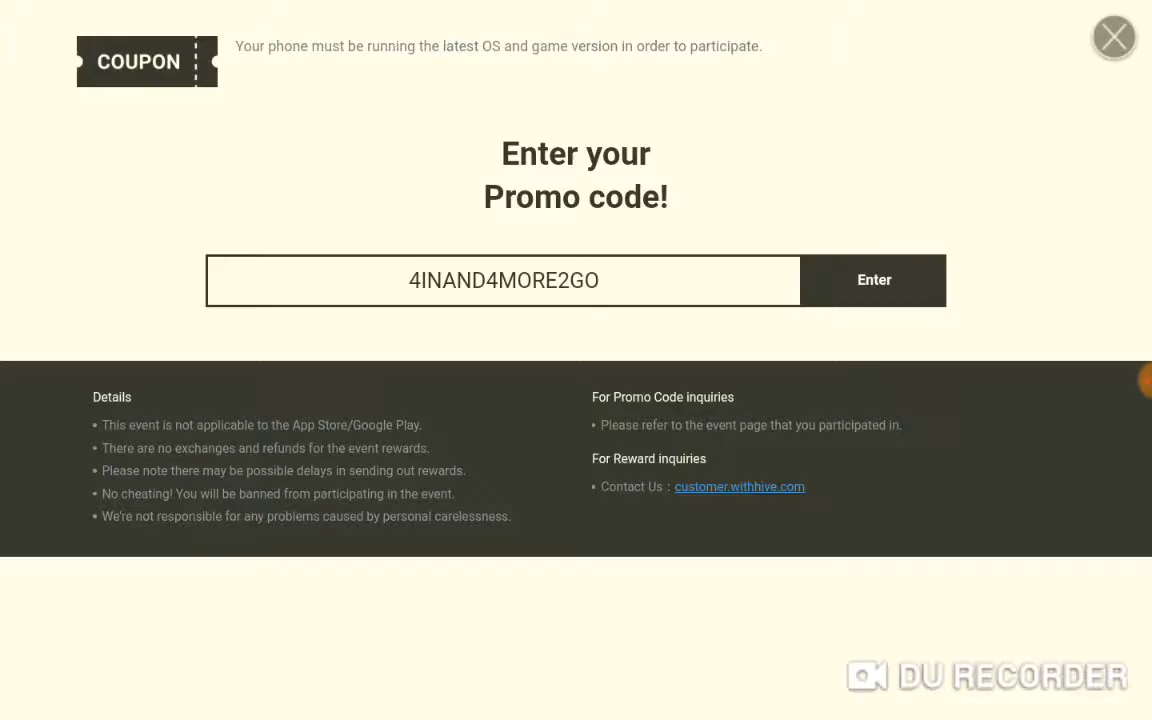 COUPON
Your phone must be running the latest OS and game version in order to participate.
Enter your
Promo code!
4INAND4MORE2GO
Enter
Details
• This event is not applicable to the App Store/Google Play.
• There are no exchanges and refunds for the event rewards.
• Please note there may be possible delays in sending out rewards.
• No cheating! You will be banned from participating in the event.
• We're not responsible for any problems caused by personal carelessness.
For Promo Code inquiries
• Please refer to the event page that you participated in.
For Reward inquiries
• Contact Us : customer.withhive.com
DU RECORDER